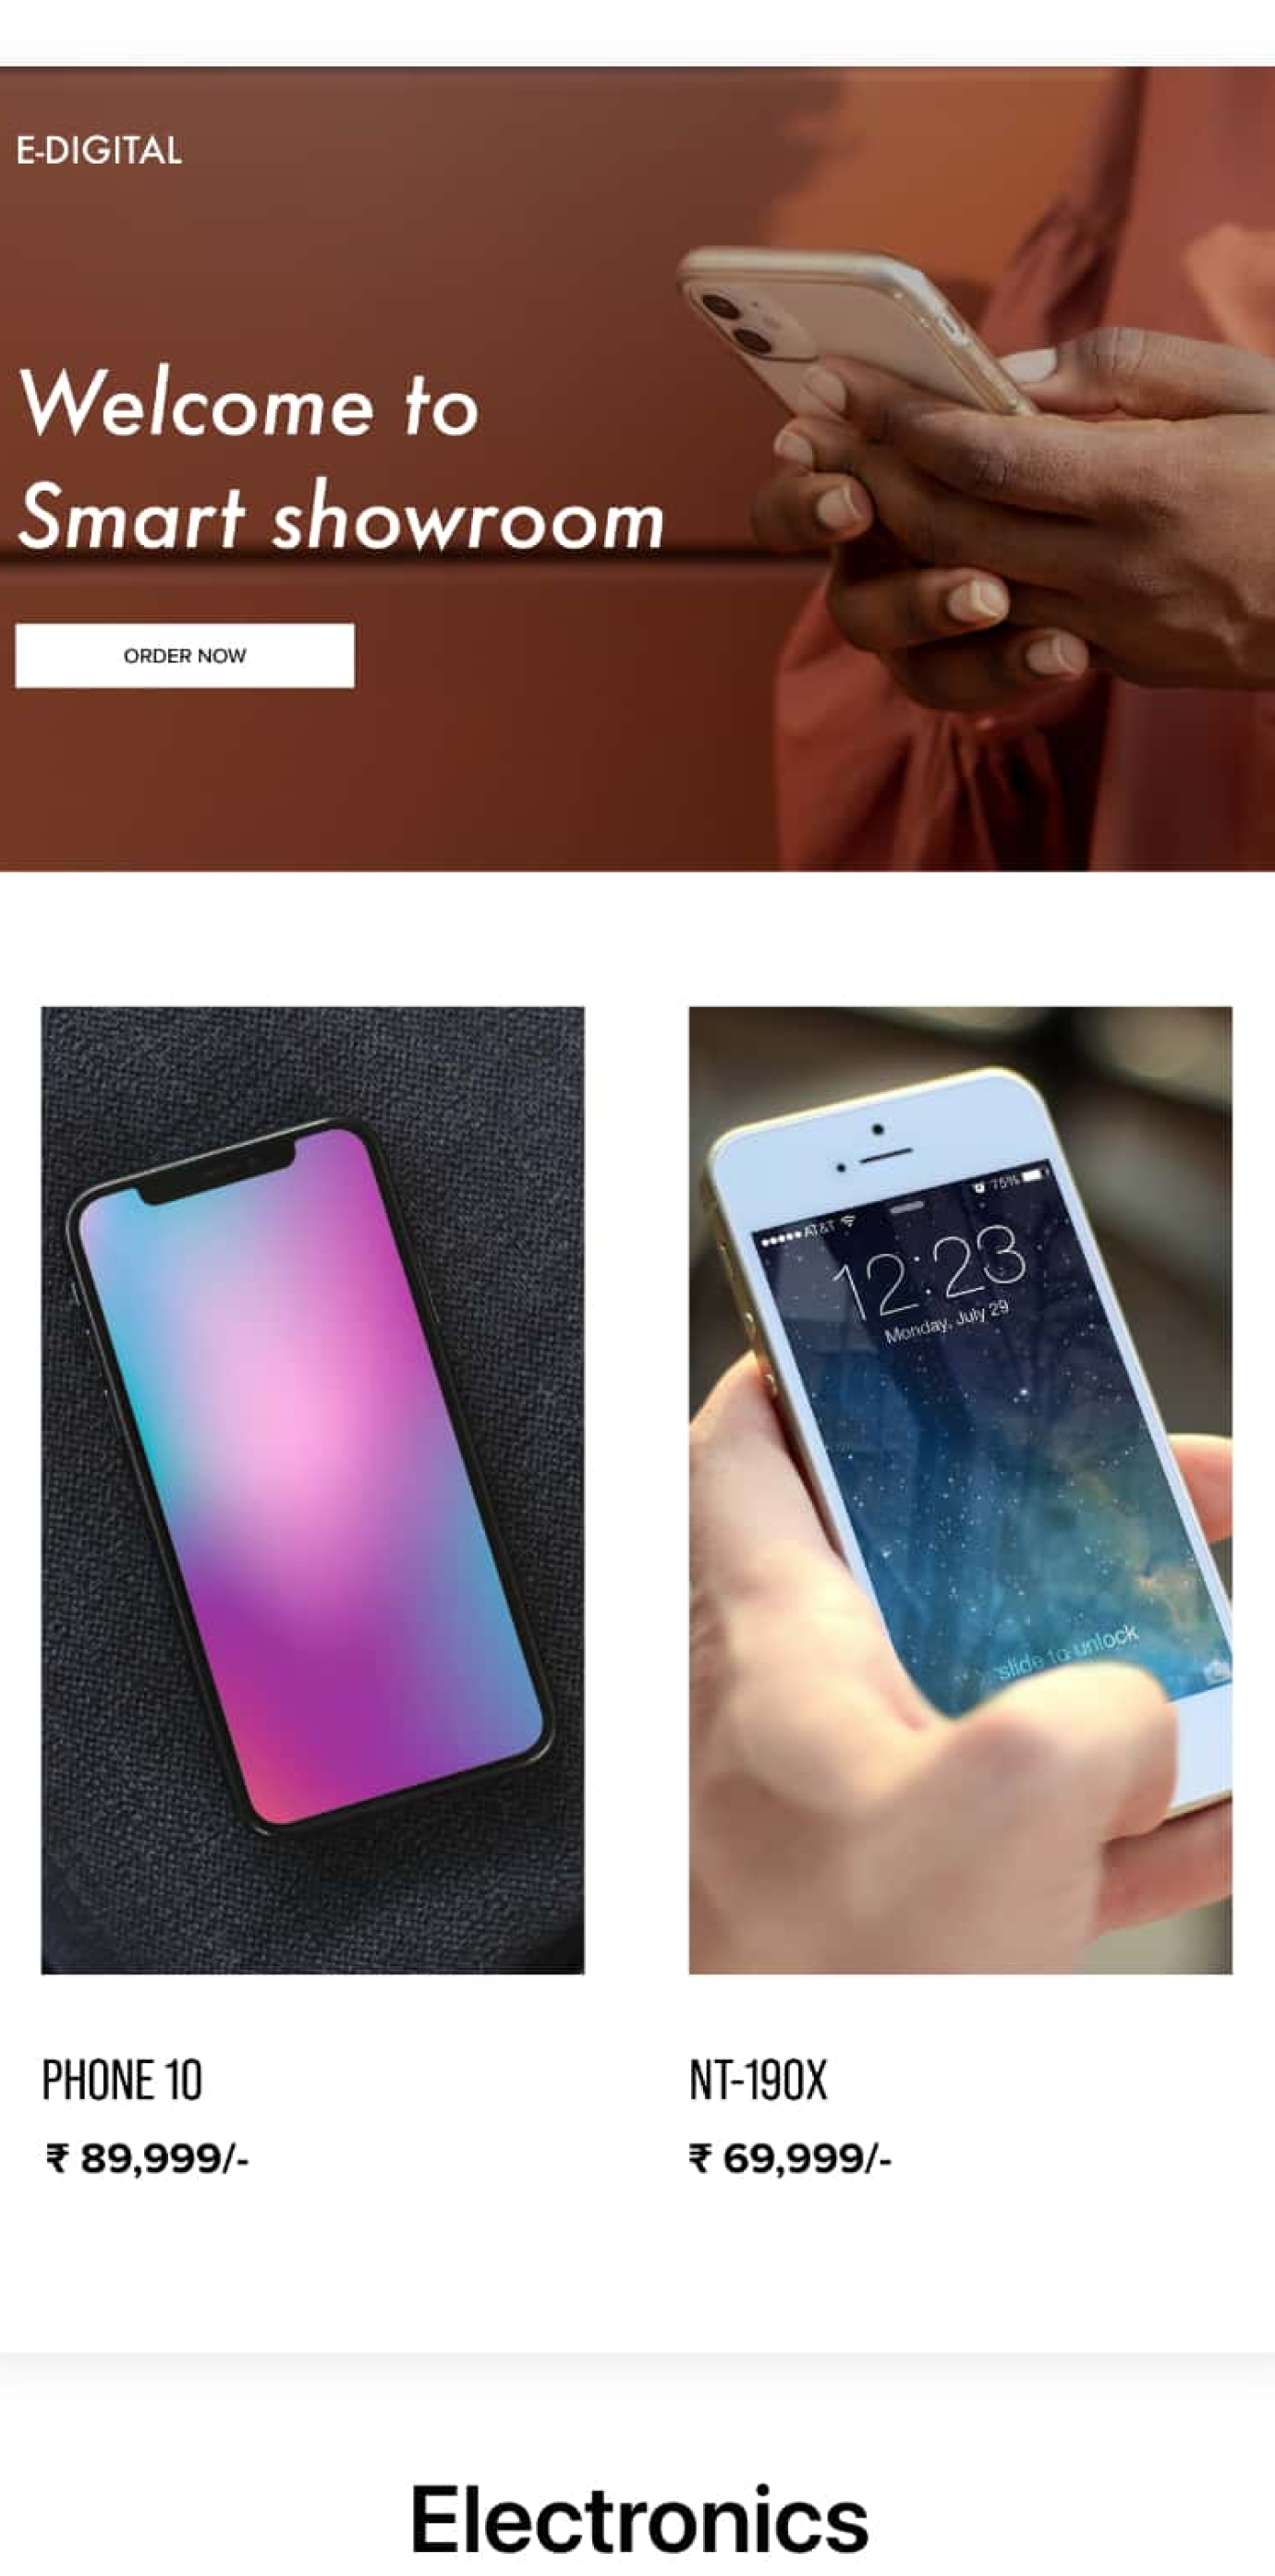 E-DIGITAL
Welcome to
Smart showroom
ORDER NOW
AT&T
75%
12:23
Monday, July 29
slide to unlock
PHONE 10
₹ 89,999/-
NT-190X
₹ 69,999/-
Electronics